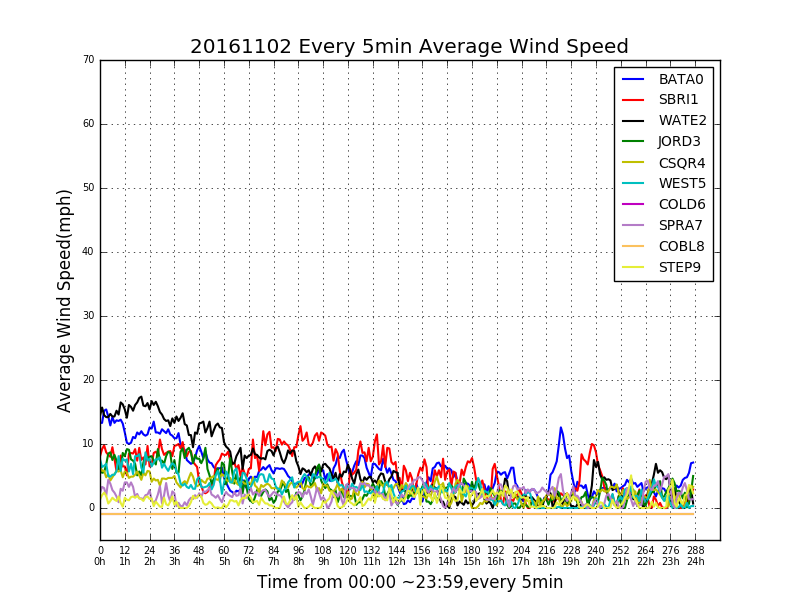 20161102 Every 5min Average Wind Speed
70
60
50
40
30
20
10
0
Average Wind Speed(mph)
BATA0
SBRI1
WATE2
JORD3
CSQR4
WEST5
COLD6
SPRA7
COBL8
STEP9
0 12 24 36 48 60 72 84 96 108 120 132 144 156 168 180 192 204 216 228 240 252 264 276 288
0h 1h 2h 3h 4h 5h 6h 7h 8h 9h 10h 11h 12h 13h 14h 15h 16h 17h 18h 19h 20h 21h 22h 23h 24h
Time from 00:00 ~23:59,every 5min